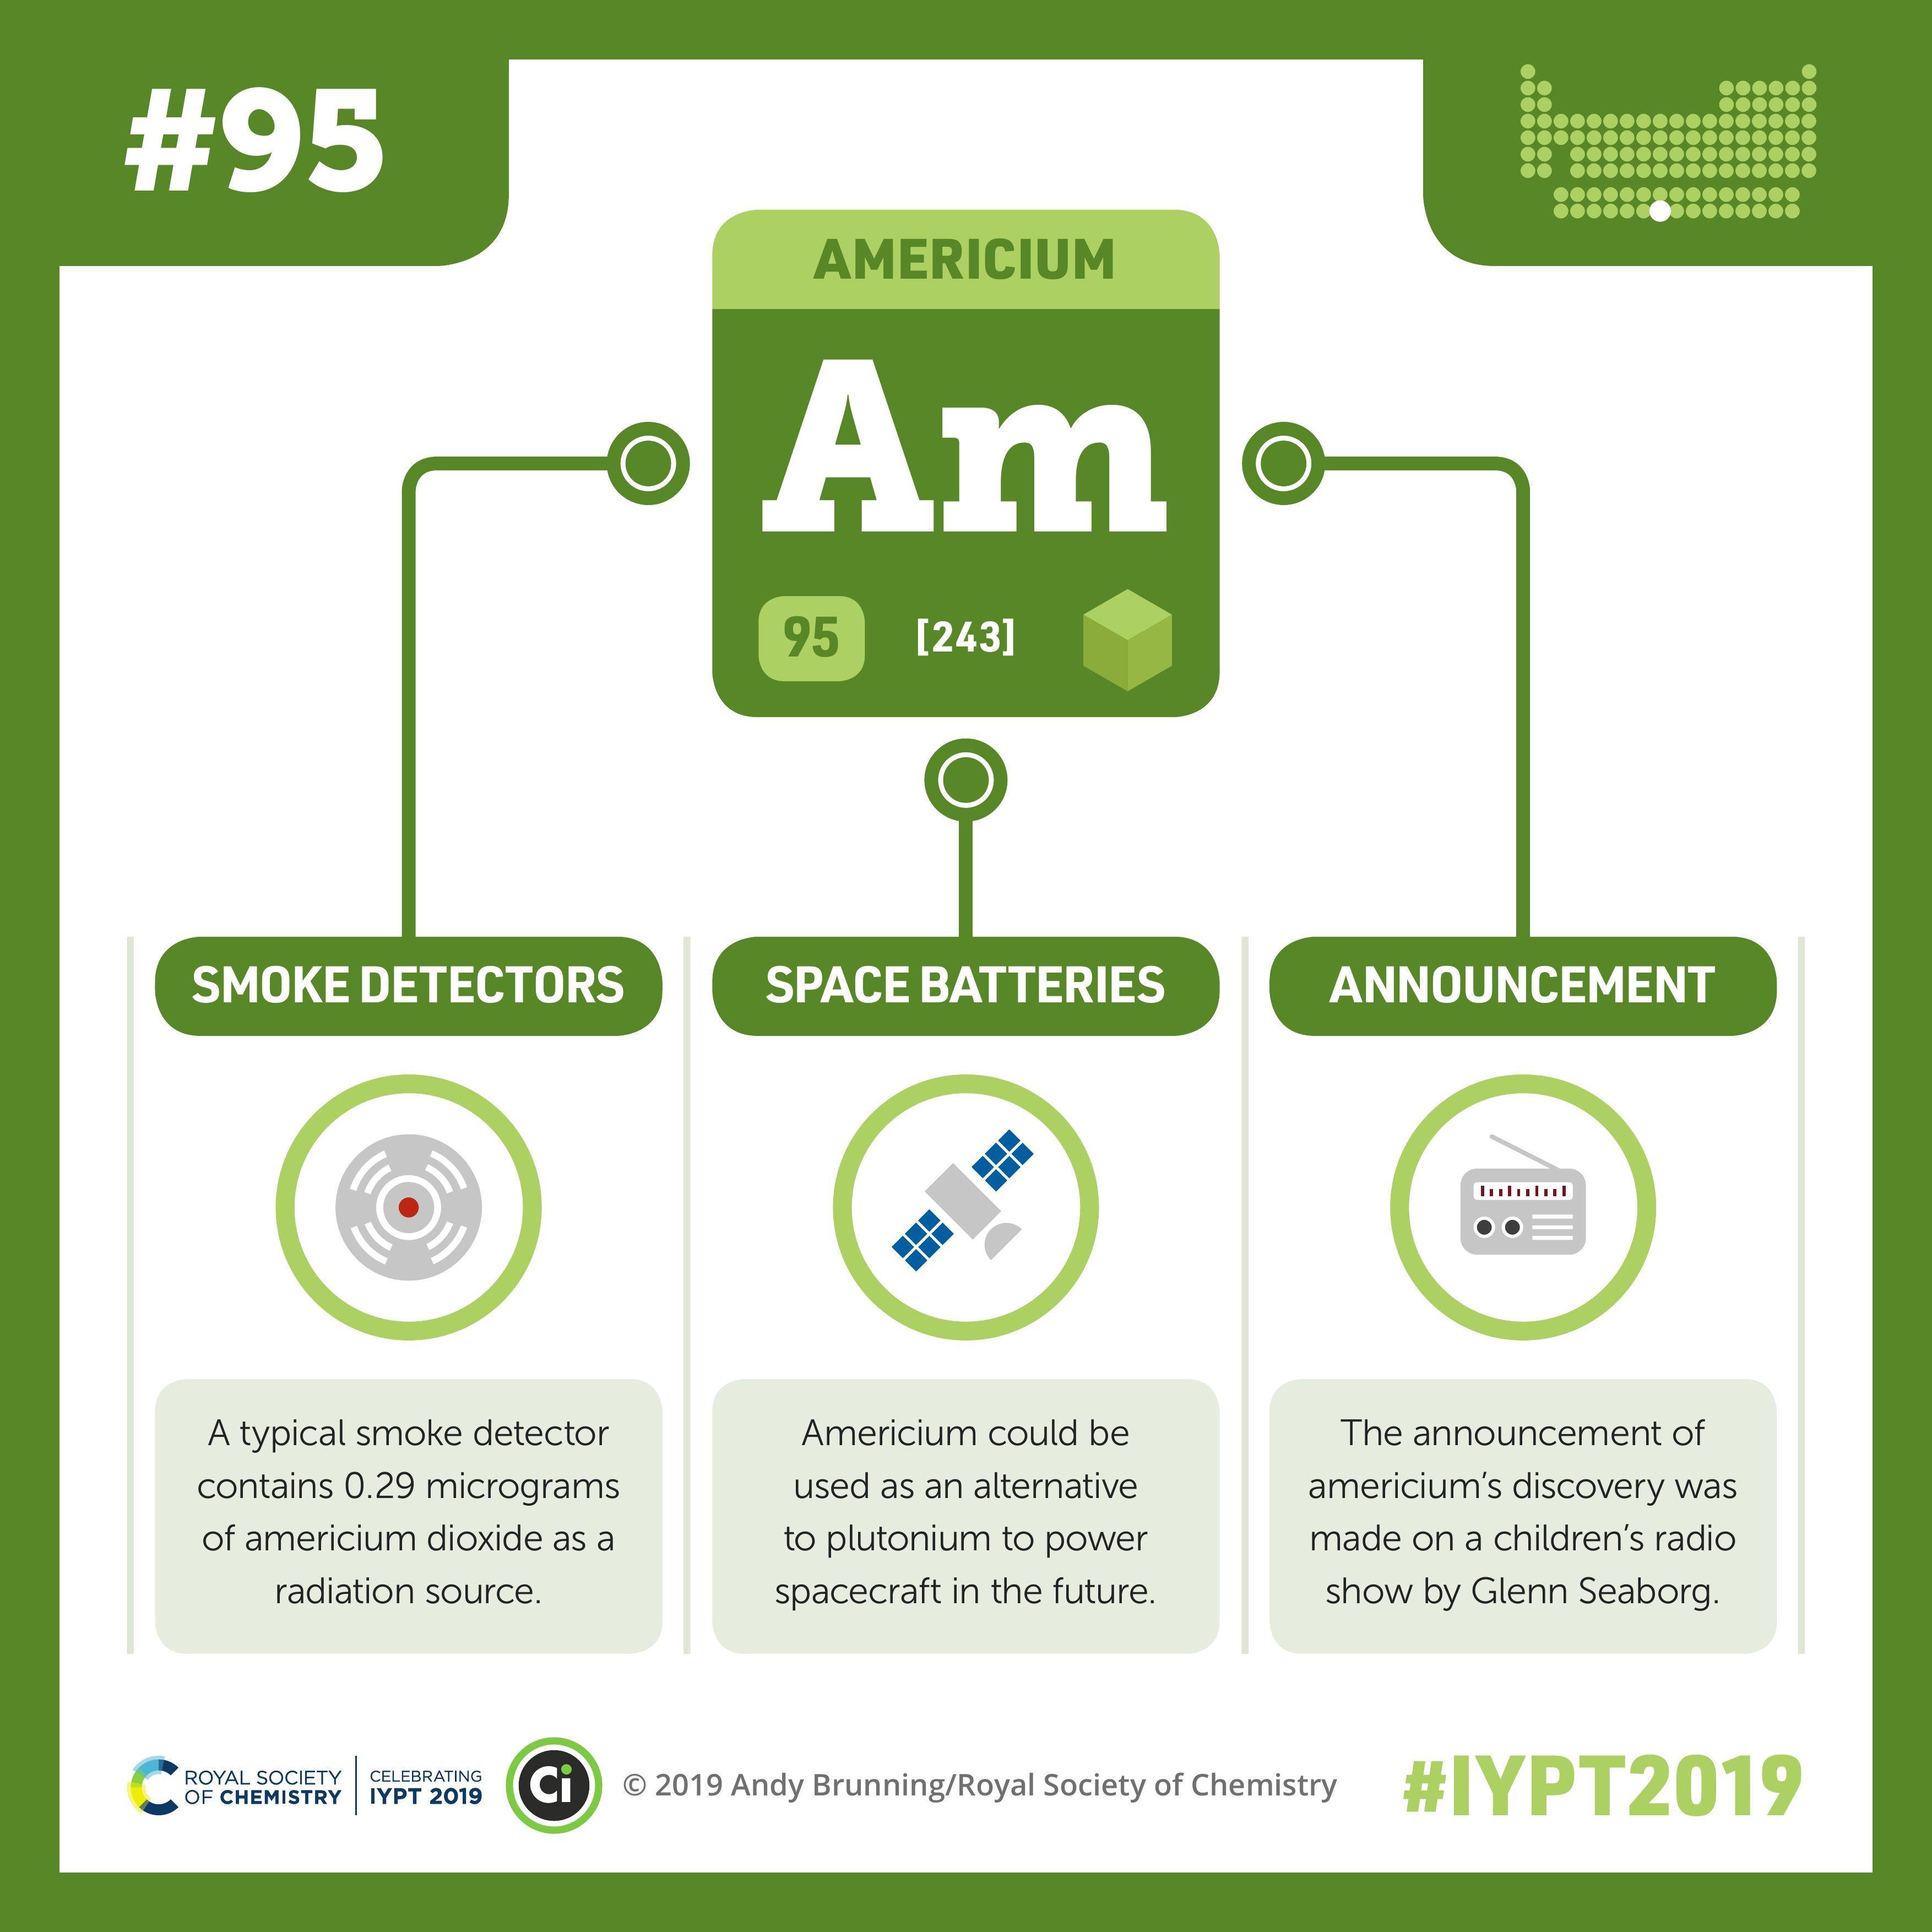 #95
AMERICIUM
Am
95
[243]
SMOKE DETECTORS
A typical smoke detector
contains 0.29 micrograms
of americium dioxide as a
radiation source.
SPACE BATTERIES
Americium could be
used as an alternative
to plutonium to power
spacecraft in the future.
ANNOUNCEMENT
The announcement of
americium’s discovery was
made on a children’s radio
show by Glenn Seaborg.
ROYAL SOCIETY
OF CHEMISTRY
CELEBRATING
IYPT 2019
Ci
© 2019 Andy Brunning/Royal Society of Chemistry
#IYPT2019